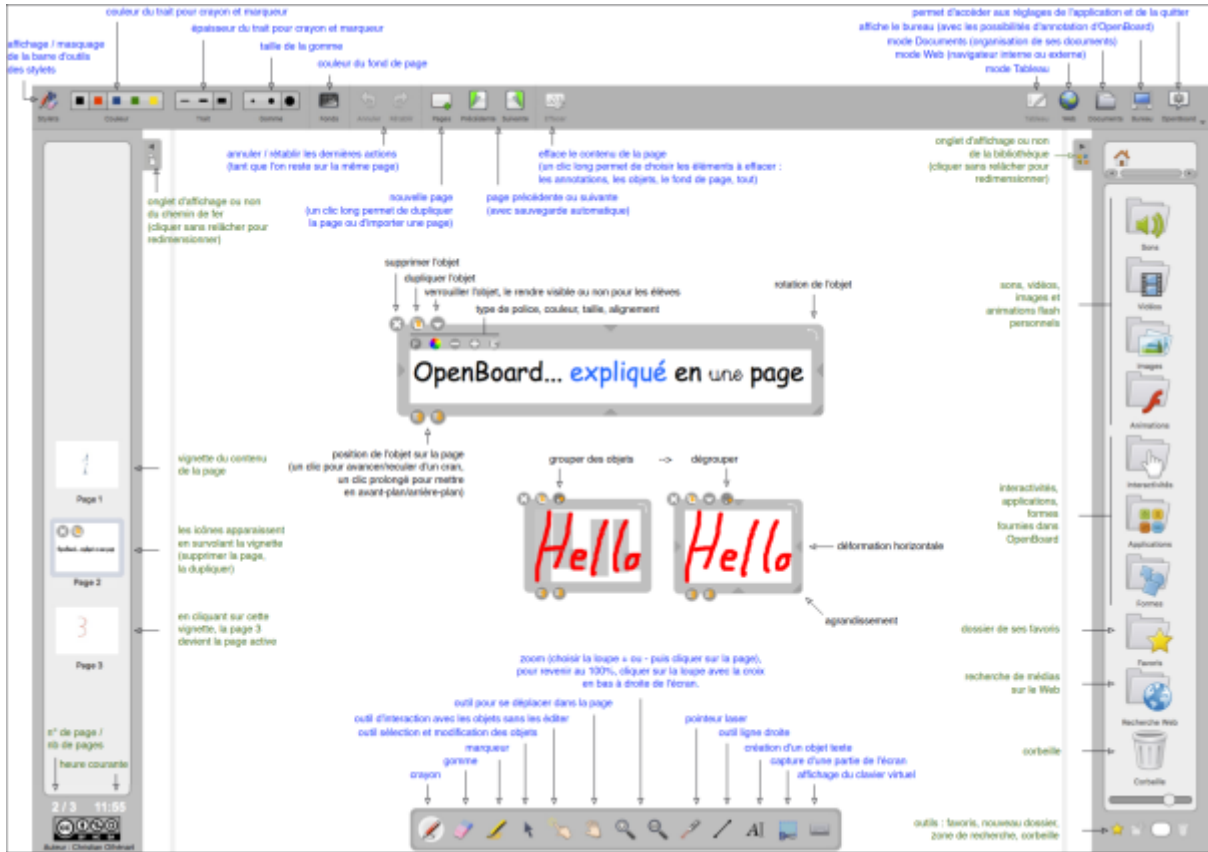 couleur du trait pour crayon et marqueur
épaisseur du trait pour crayon et marqueur
taille de la gomme
couleur du fond de page
affichage / masquage
de la barre d'outils
des stylets
permet d'accéder aux réglages de l'application et de la quitter
affiche le bureau (avec les possibilités d'annotation d'OpenBoard)
mode Documents (organisation de ses documents)
mode Web (navigateur interne ou externe)
mode Tableau
Stylets
Couleur
Trait
Gomme
Fonds
Annuler
Rétablir
Pages
Précédente
Suivante
Effacer
Tableau
Web
Documents
Bureau
OpenBoard
annuler / rétablir les dernières actions
(tant que l'on reste sur la même page)
efface le contenu de la page
(un clic long permet de choisir les éléments à effacer :
les annotations, les objets, le fond de page, tout)
nouvelle page
(un clic long permet de dupliquer
la page ou d'importer une page)
page précédente ou suivante
(avec sauvegarde automatique)
onglet d'affichage ou non
du chemin de fer
(cliquer sans relâcher pour
redimensionner)
onglet d'affichage ou non
de la bibliothèque
(cliquer sans relâcher pour
redimensionner)
supprimer l'objet
dupliquer l'objet
verrouiller l'objet, le rendre visible ou non pour les élèves
type de police, couleur, taille, alignement
rotation de l'objet
OpenBoard... expliqué en une page
position de l'objet sur la page
(un clic pour avancer/reculer d'un cran,
un clic prolongé pour mettre
en avant-plan/arrière-plan)
grouper des objets --> dégrouper
Hello
Hello
déformation horizontale
agrandissement
1
Page 1
vignette du contenu
de la page
Page 2
les icônes apparaissent
en survolant la vignette
(supprimer la page,
la dupliquer)
3
Page 3
en cliquant sur cette
vignette, la page 3
devient la page active
n° de page /
nb de pages
heure courante
2 / 3 11:55
Auteur : Christian Oihénart
zoom (choisir la loupe + ou - puis cliquer sur la page),
pour revenir au 100%, cliquer sur la loupe avec la croix
en bas à droite de l'écran.
outil pour se déplacer dans la page
outil d'interaction avec les objets sans les éditer
outil sélection et modification des objets
marqueur
gomme
crayon
pointeur laser
outil ligne droite
création d'un objet texte
capture d'une partie de l'écran
affichage du clavier virtuel
sons, vidéos,
images et
animations flash
personnels
interactivités,
applications,
formes
fournies dans
OpenBoard
dossier de ses favoris
recherche de médias
sur le Web
corbeille
outils : favoris, nouveau dossier,
zone de recherche, corbeille
Sons
Vidéos
Images
Animations
Interactivités
Applications
Formes
Favoris
Recherche Web
Corbeille